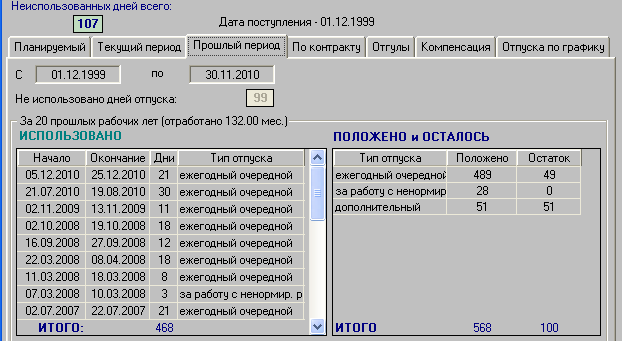 Неиспользованных дней всего:
107
Дата поступления - 01.12.1999
Планируемый Текущий период Прошлый период По контракту Отгулы Компенсация Отпуска по графику
С 01.12.1999 по 30.11.2010
Не использовано дней отпуска: 99
За 20 прошлых рабочих лет (отработано 132.00 мес.)
ИСПОЛЬЗОВАНО
Начало Окончание Дни Тип отпуска
05.12.2010 25.12.2010 21 ежегодный очередной
21.07.2010 19.08.2010 30 ежегодный очередной
02.11.2009 13.11.2009 11 ежегодный очередной
02.10.2008 19.10.2008 18 ежегодный очередной
16.09.2008 27.09.2008 12 ежегодный очередной
22.03.2008 08.04.2008 18 ежегодный очередной
11.03.2008 18.03.2008 8 ежегодный очередной
07.03.2008 10.03.2008 3 за работу с ненормир. р
02.07.2007 22.07.2007 21 ежегодный очередной
ИТОГО: 468
ПОЛОЖЕНО и ОСТАЛОСЬ
Тип отпуска Положено Остаток
ежегодный очередной 489 49
за работу с ненормир 28 0
дополнительный 51 51
ИТОГО 568 100